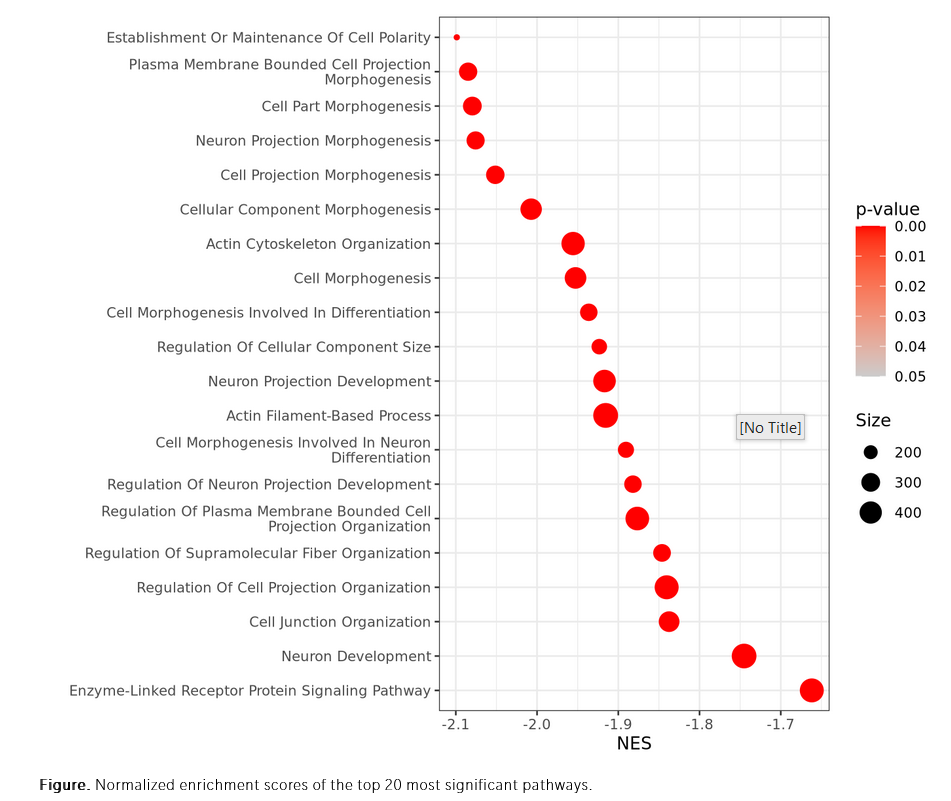 Establishment Or Maintenance Of Cell Polarity
Plasma Membrane Bounded Cell Projection
Morphogenesis
Cell Part Morphogenesis
Neuron Projection Morphogenesis
Cell Projection Morphogenesis
Cellular Component Morphogenesis
Actin Cytoskeleton Organization
Cell Morphogenesis
Cell Morphogenesis Involved In Differentiation
Regulation Of Cellular Component Size
Neuron Projection Development
Actin Filament-Based Process
Cell Morphogenesis Involved In Neuron
Differentiation
Regulation Of Neuron Projection Development
Regulation Of Plasma Membrane Bounded Cell
Projection Organization
Regulation Of Supramolecular Fiber Organization
Regulation Of Cell Projection Organization
Cell Junction Organization
Neuron Development
Enzyme-Linked Receptor Protein Signaling Pathway
-2.1 -2.0 -1.9 -1.8 -1.7
NES
[No Title]
p-value
0.00
0.01
0.02
0.03
0.04
0.05
Size
200
300
400
Figure. Normalized enrichment scores of the top 20 most significant pathways.